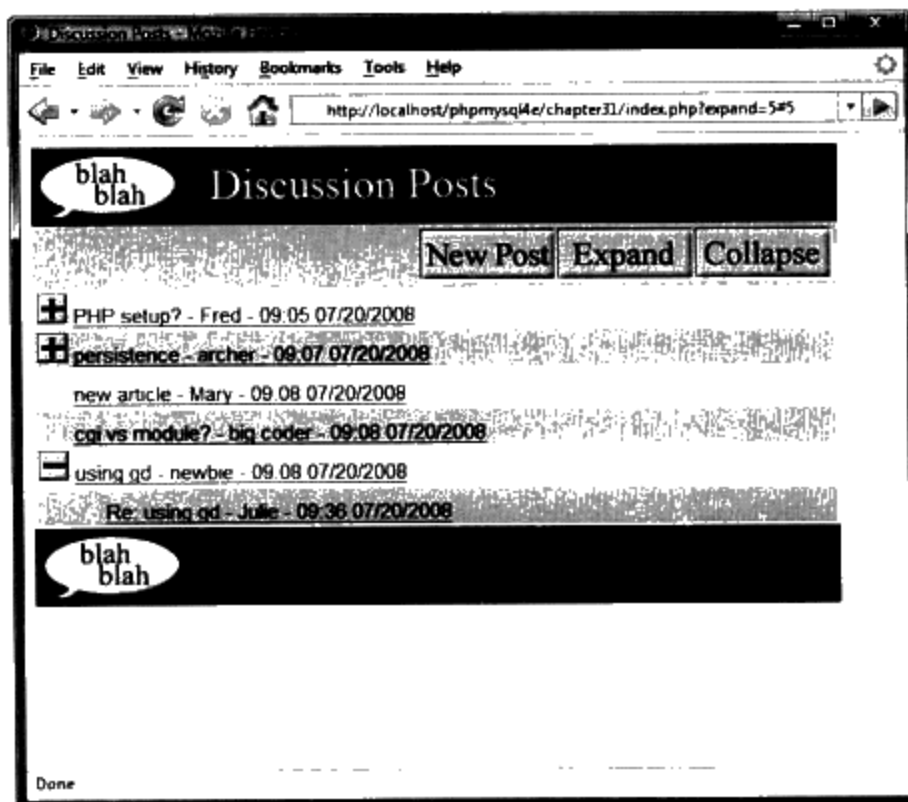 Discussion Posts - Mozilla Firefox
File Edit View History Bookmarks Tools Help
http://localhost/phpmysql4e/chapter31/index.php?expand=5#5
blah
blah
Discussion Posts
New Post Expand Collapse
PHP setup? - Fred - 09:05 07/20/2008
persistence - archer - 09:07 07/20/2008
new article - Mary - 09:08 07/20/2008
cgi vs module? - big coder - 09:08 07/20/2008
using gd - newbie - 09:08 07/20/2008
Re: using gd - Julie - 09:36 07/20/2008
blah
blah
Done